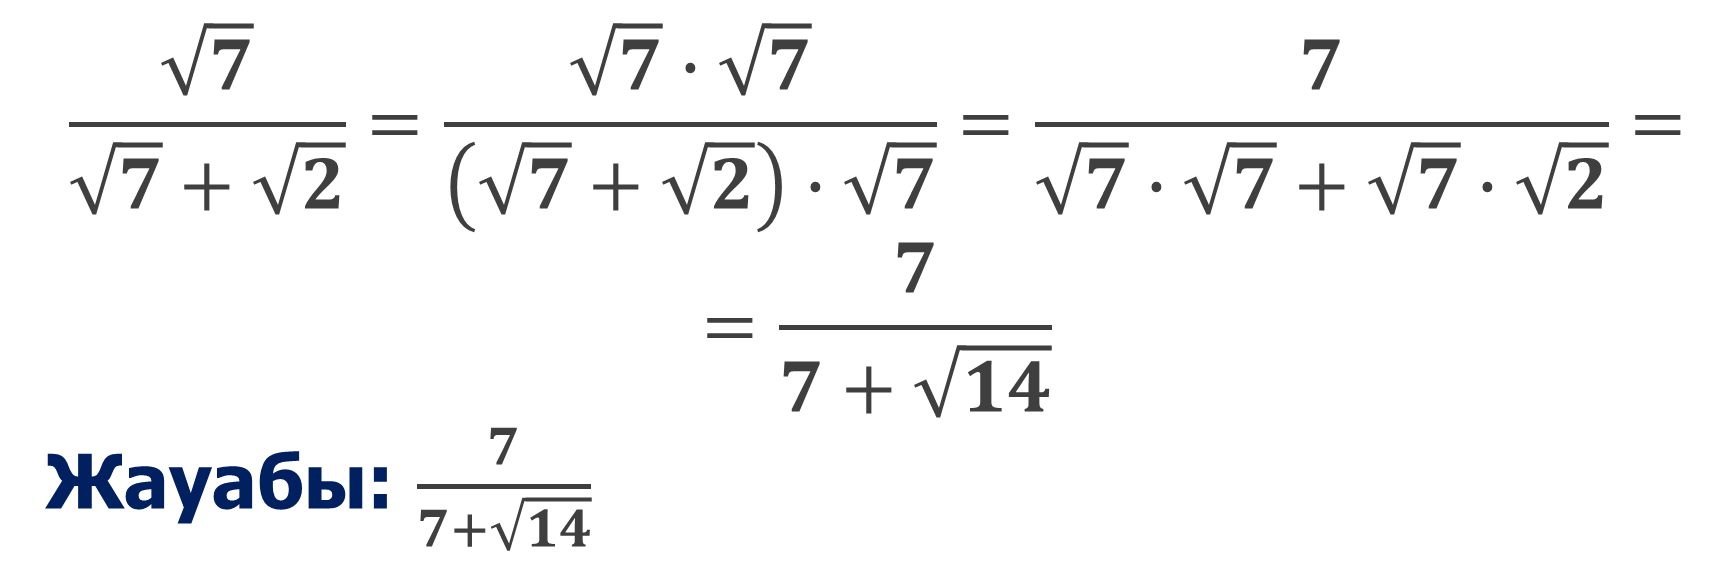 √7/(√7 + √2) = (√7 · √7)/((√7 + √2) · √7) = 7/(√7 · √7 + √7 · √2) =
= 7/(7 + √14)
Жауабы: 7/(7+√14)